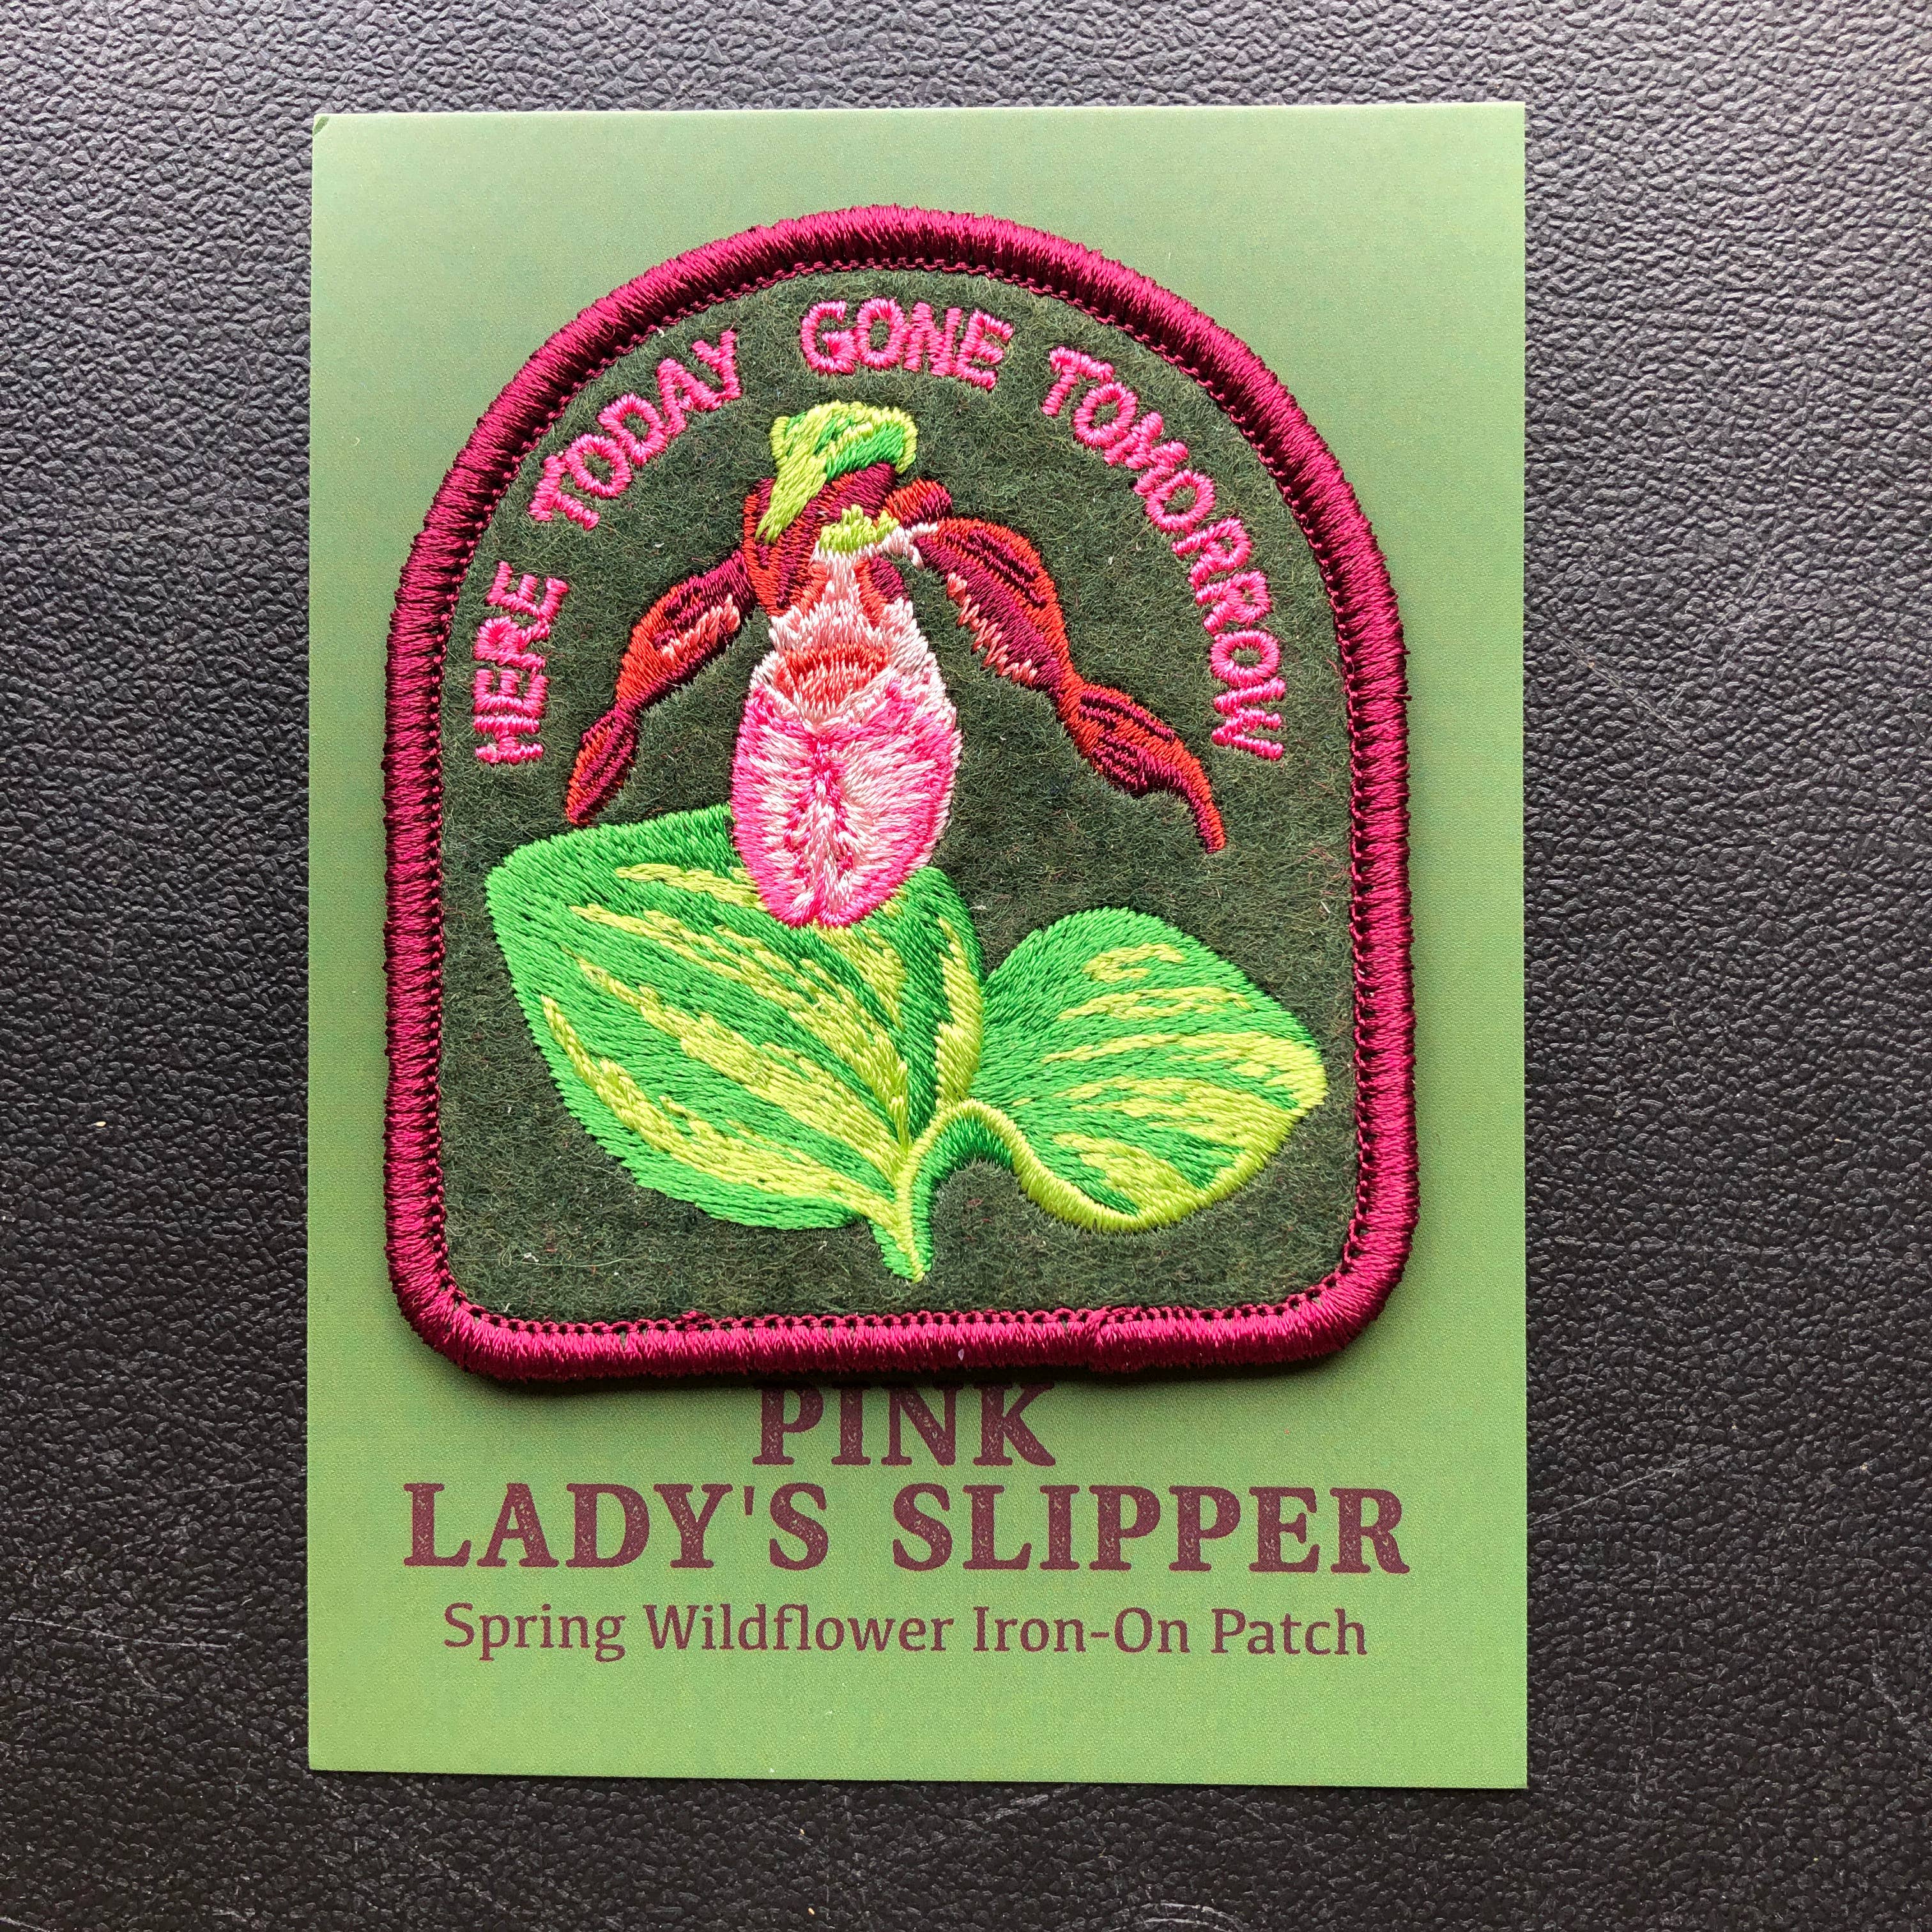 HERE TODAY GONE TOMORROW
PINK
LADY'S SLIPPER
Spring Wildflower Iron-On Patch